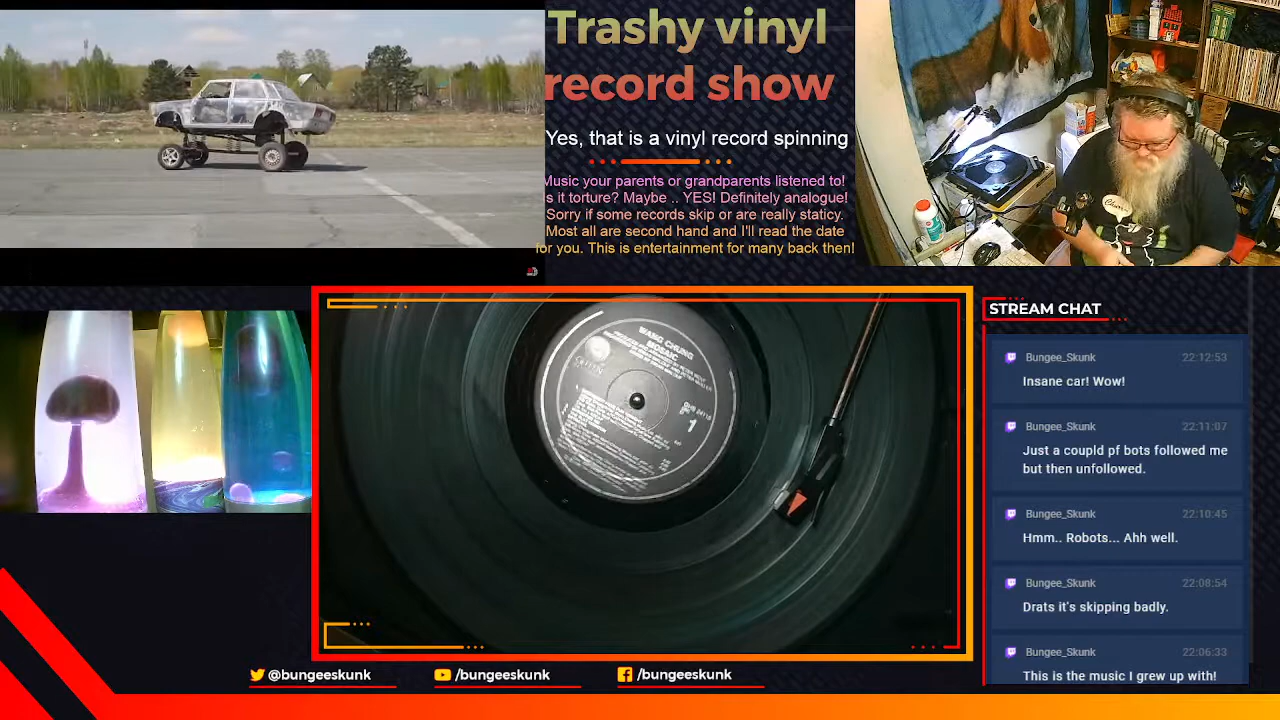 Trashy vinyl
record show
Yes, that is a vinyl record spinning
Music your parents or grandparents listened to!
s it torture? Maybe .. YES! Definitely analogue!
Sorry if some records skip or are really staticy.
Most all are second hand and I'll read the date
for you. This is entertainment for many back then!
WANG CHUNG
MOSAIC
1
STREAM CHAT
Bungee_Skunk 22:12:53
Insane car! Wow!
Bungee_Skunk 22:11:07
Just a coupld pf bots followed me
but then unfollowed.
Bungee_Skunk 22:10:45
Hmm.. Robots... Ahh well.
Bungee_Skunk 22:08:54
Drats it's skipping badly.
Bungee_Skunk 22:06:33
This is the music I grew up with!
@bungeeskunk
/bungeeskunk
/bungeeskunk